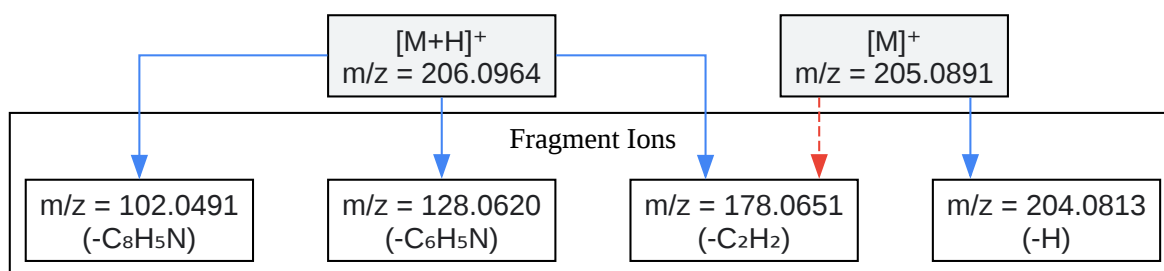 [M+H]⁺
m/z = 206.0964
[M]⁺
m/z = 205.0891
Fragment Ions
m/z = 102.0491
(-C₈H₅N)
m/z = 128.0620
(-C₆H₅N)
m/z = 178.0651
(-C₂H₂)
m/z = 204.0813
(-H)